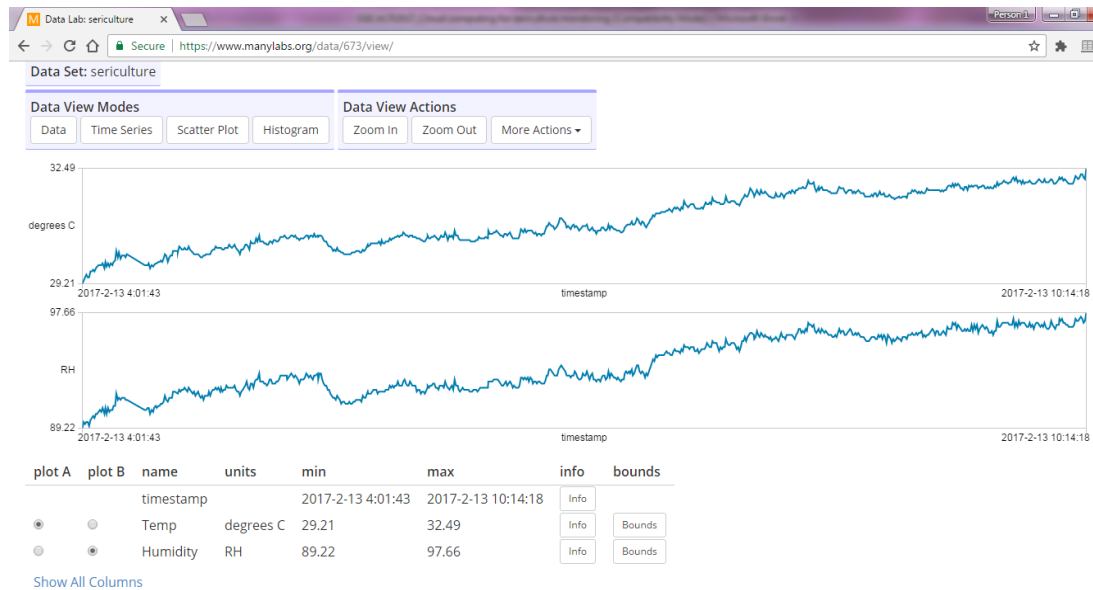 Data Lab: sericulture
Person 1
Secure https://www.manylabs.org/data/673/view/
Data Set: sericulture
Data View Modes
Data Time Series Scatter Plot Histogram
Data View Actions
Zoom In Zoom Out More Actions
32.49
degrees C
29.21
2017-2-13 4:01:43 timestamp 2017-2-13 10:14:18
97.66
RH
89.22
2017-2-13 4:01:43 timestamp 2017-2-13 10:14:18
plot A plot B name units min max info bounds
timestamp 2017-2-13 4:01:43 2017-2-13 10:14:18 Info
Temp degrees C 29.21 32.49 Info Bounds
Humidity RH 89.22 97.66 Info Bounds
Show All Columns